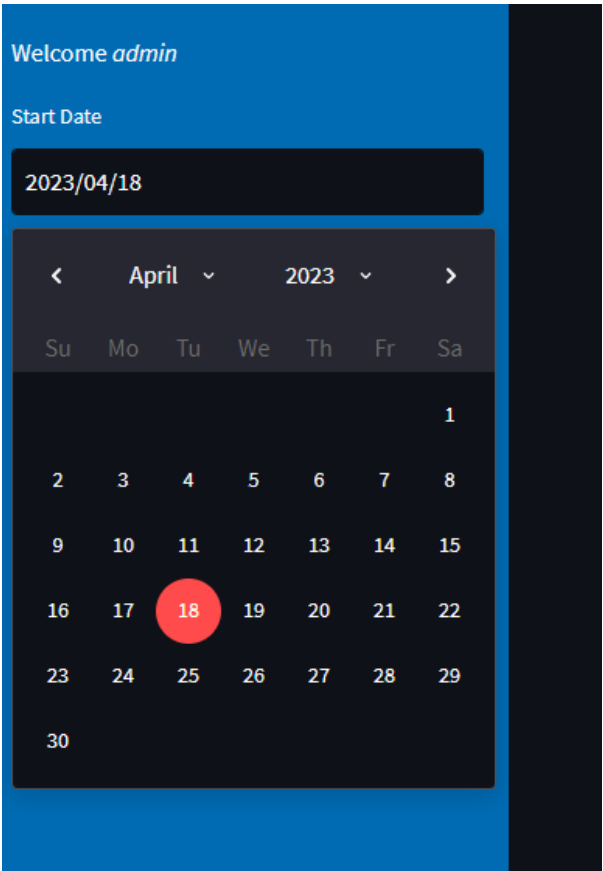 Welcome admin
Start Date
2023/04/18
April 2023
Su Mo Tu We Th Fr Sa
1
2 3 4 5 6 7 8
9 10 11 12 13 14 15
16 17 18 19 20 21 22
23 24 25 26 27 28 29
30